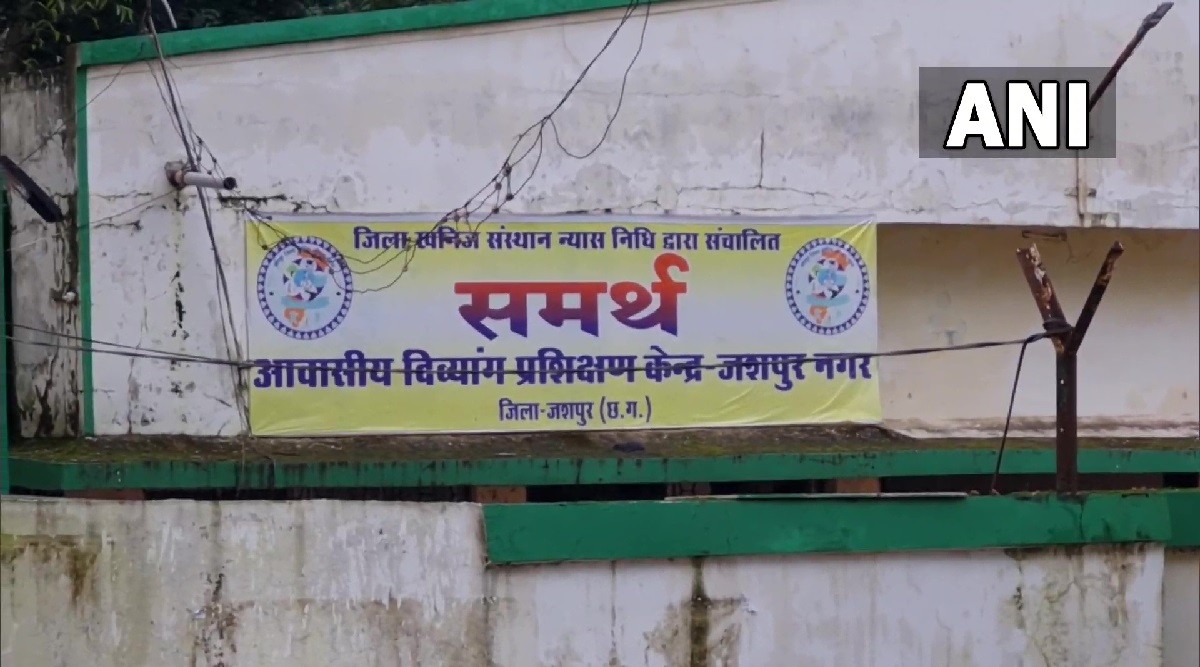 ANI
जिला खनिज संस्थान न्यास निधि द्वारा संचालित
समर्थ
आवासीय दिव्यांग प्रशिक्षण केन्द्र-जशपुर नगर
जिला-जशपुर (छ.ग.)